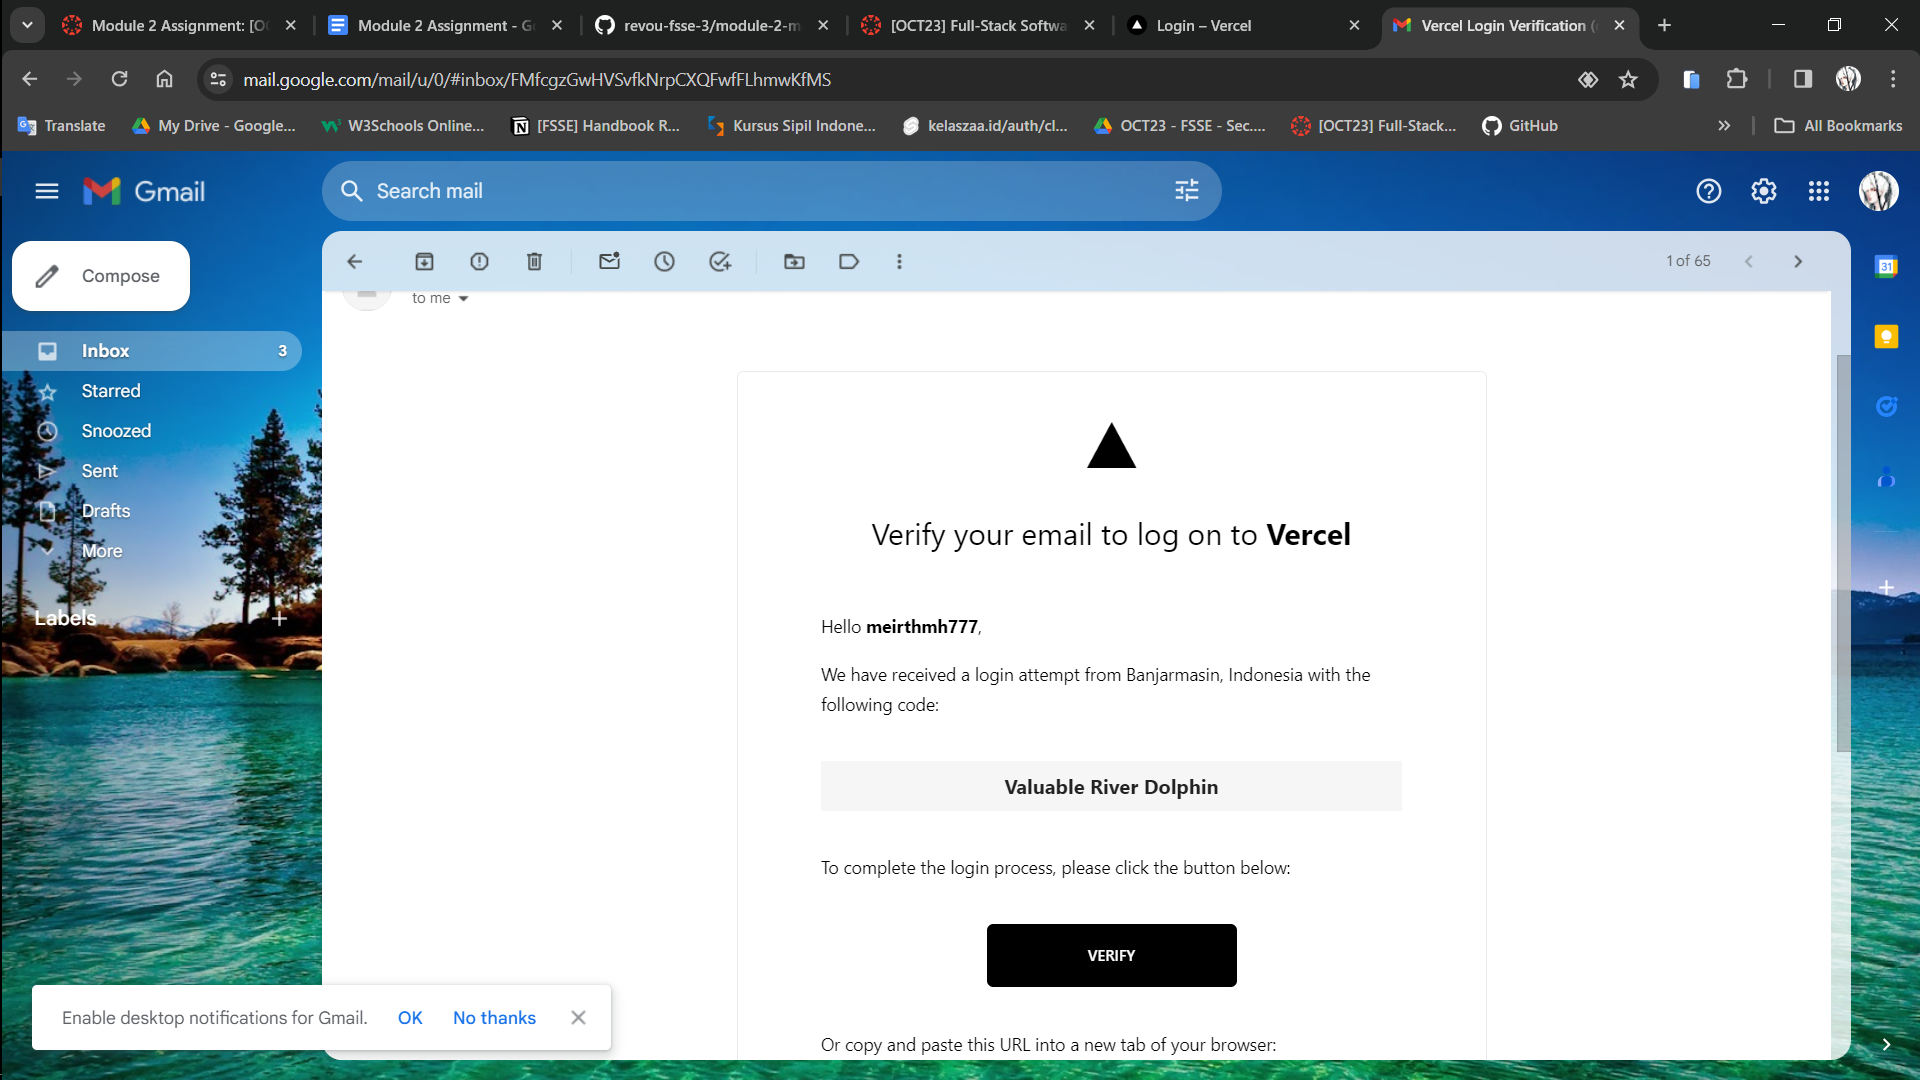 Module 2 Assignment: [O
Module 2 Assignment - G
revou-fsse-3/module-2-m
[OCT23] Full-Stack Softwa
Login – Vercel
Vercel Login Verification (
mail.google.com/mail/u/0/#inbox/FMfcgzGwHVSvfkNrpCXQFwfFLhmwKfMS
Translate
My Drive - Google...
W3Schools Online...
[FSSE] Handbook R...
Kursus Sipil Indone...
kelaszaa.id/auth/cl...
OCT23 - FSSE - Sec....
[OCT23] Full-Stack...
GitHub
All Bookmarks
Gmail
Search mail
Compose
1 of 65
to me
31
Inbox 3
Starred
Snoozed
Sent
Drafts
More
Labels
Verify your email to log on to Vercel
Hello meirthmh777,
We have received a login attempt from Banjarmasin, Indonesia with the
following code:
Valuable River Dolphin
To complete the login process, please click the button below:
VERIFY
Or copy and paste this URL into a new tab of your browser:
Enable desktop notifications for Gmail. OK No thanks